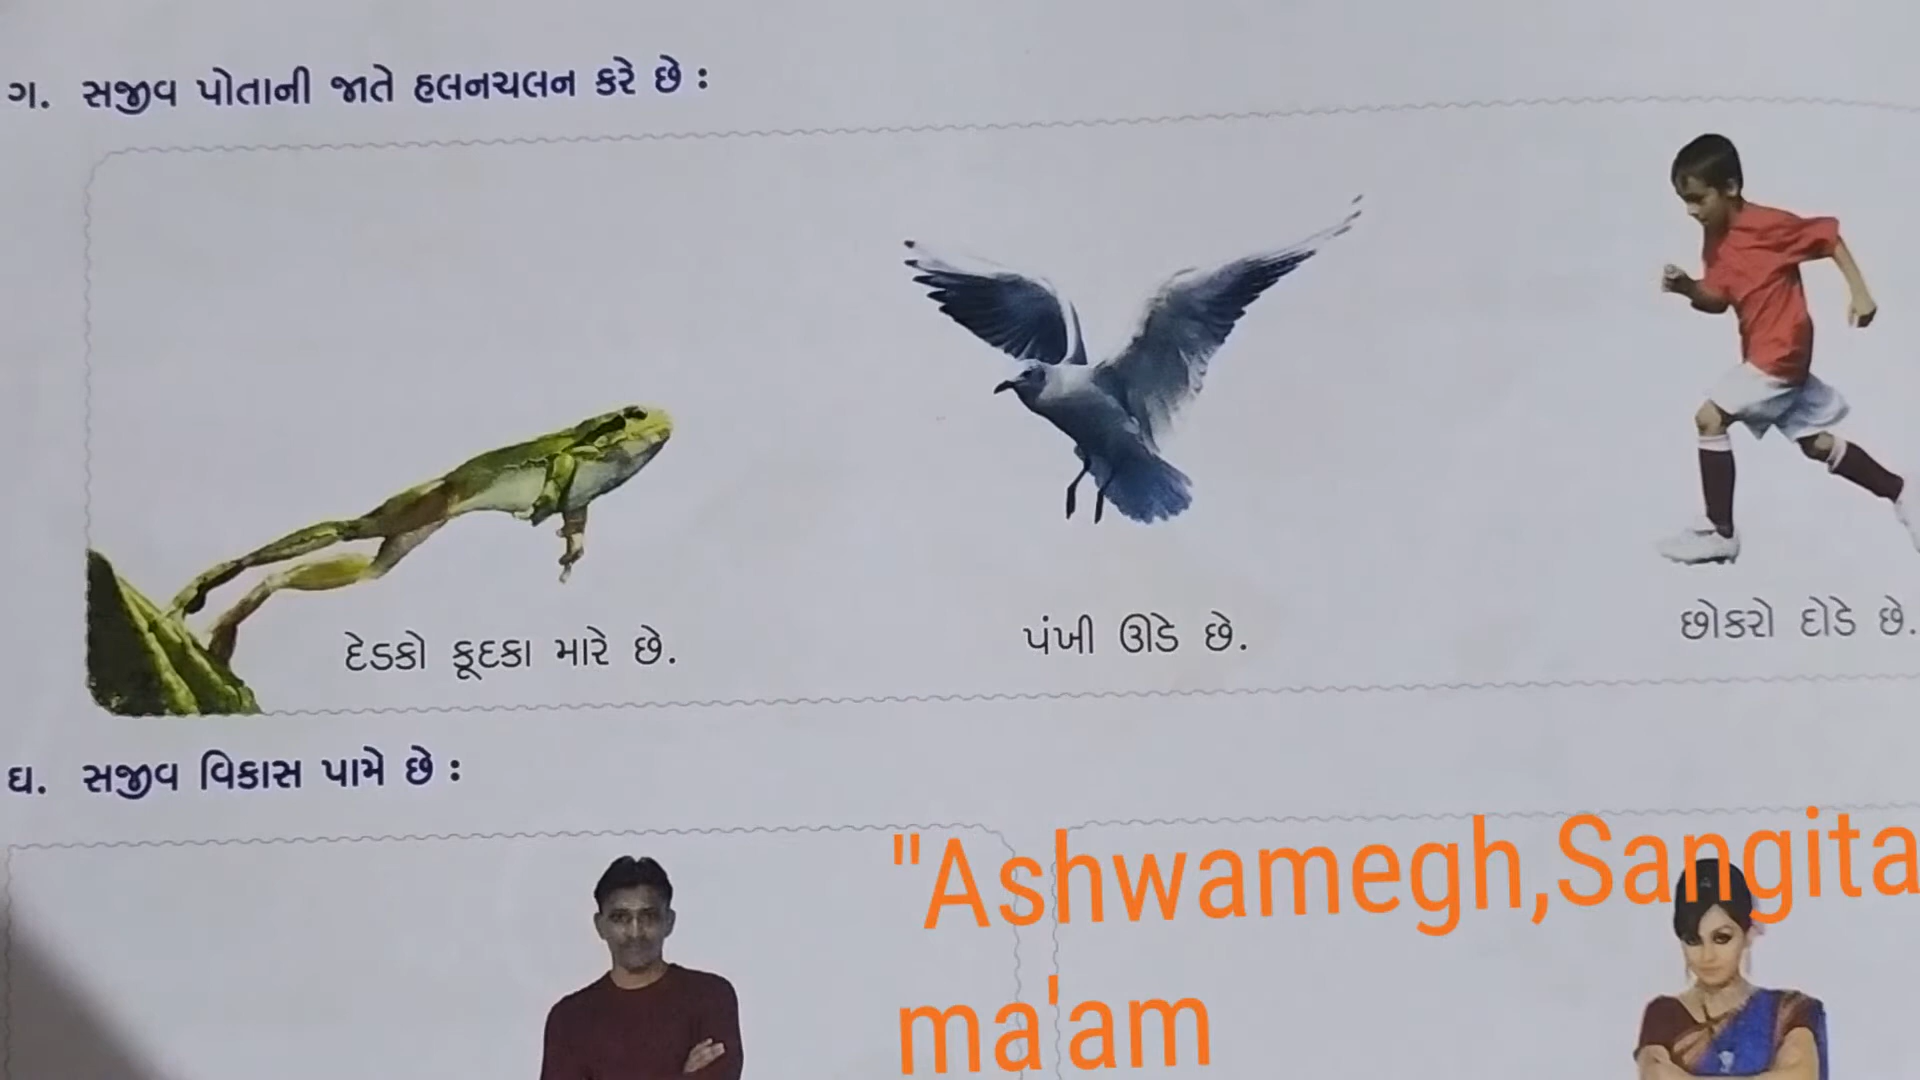 ગ. સજીવ પોતાની જાતે હલનચલન કરે છે :
દેડકો કૂદકા મારે છે.
પંખી ઊડે છે.
છોકરો દોડે છે.
ઘ. સજીવ વિકાસ પામે છે :
"Ashwamegh,Sangita
ma'am